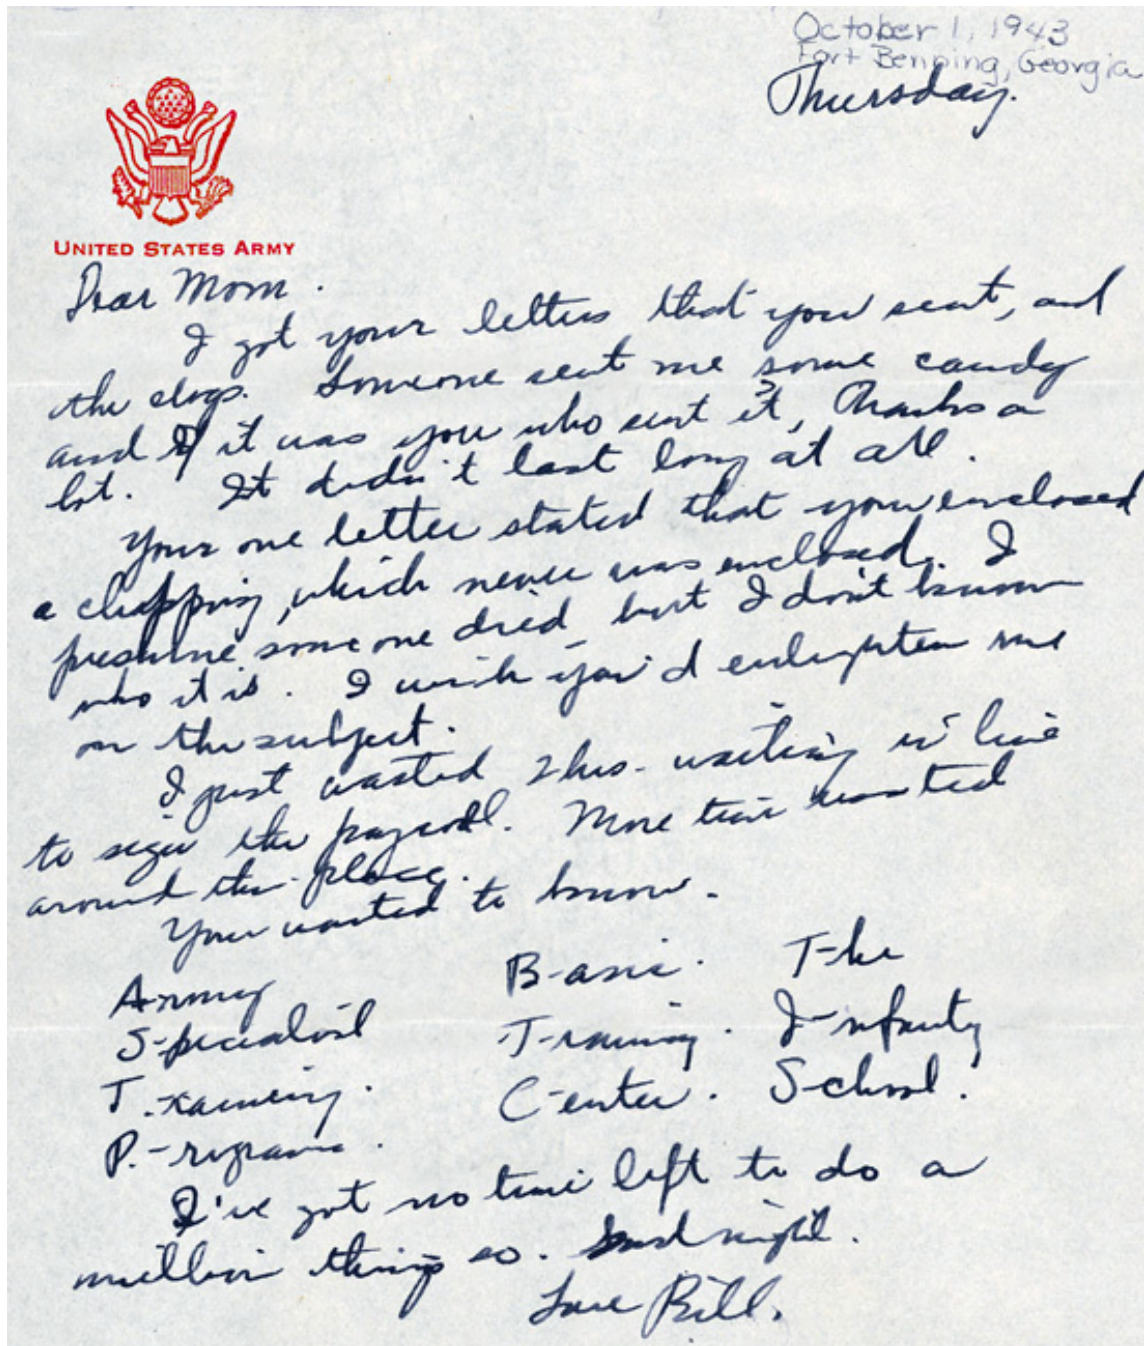 October 1, 1943
Fort Benning, Georgia
Thursday.
UNITED STATES ARMY
Dear Mom.
I got your letters that you sent, and
the clogs. Someone sent me some candy
and if it was you who sent it, Thanks a
lot. It didn't last long at all.
Your one letter stated that you enclosed
a clipping, which never was enclosed. I
presume someone died, but I don't know
who it is. I wish you'd enlighten me
on the subject.
I just wasted 2 hrs. waiting in line
to sign the payroll. More time wasted
around the place.
You wanted to know.
A-rmy B-asic. T-he
S-pecialist T-raining. I-nfantry
T.-raining. C-enter. S-chool.
P.-rogram.
I've got no time left to do a
million things so. Good night.
Love Bill.